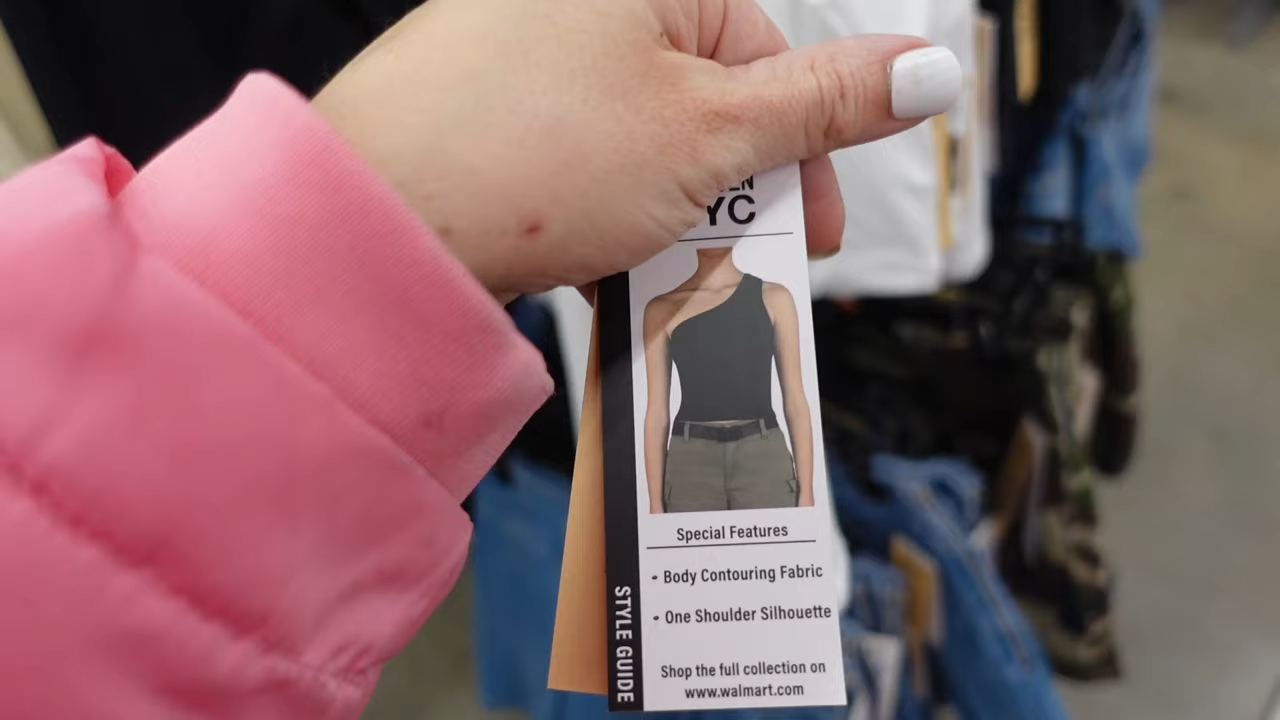 YC
Special Features
- Body Contouring Fabric
- One Shoulder Silhouette
Shop the full collection on
www.walmart.com
STYLE GUIDE